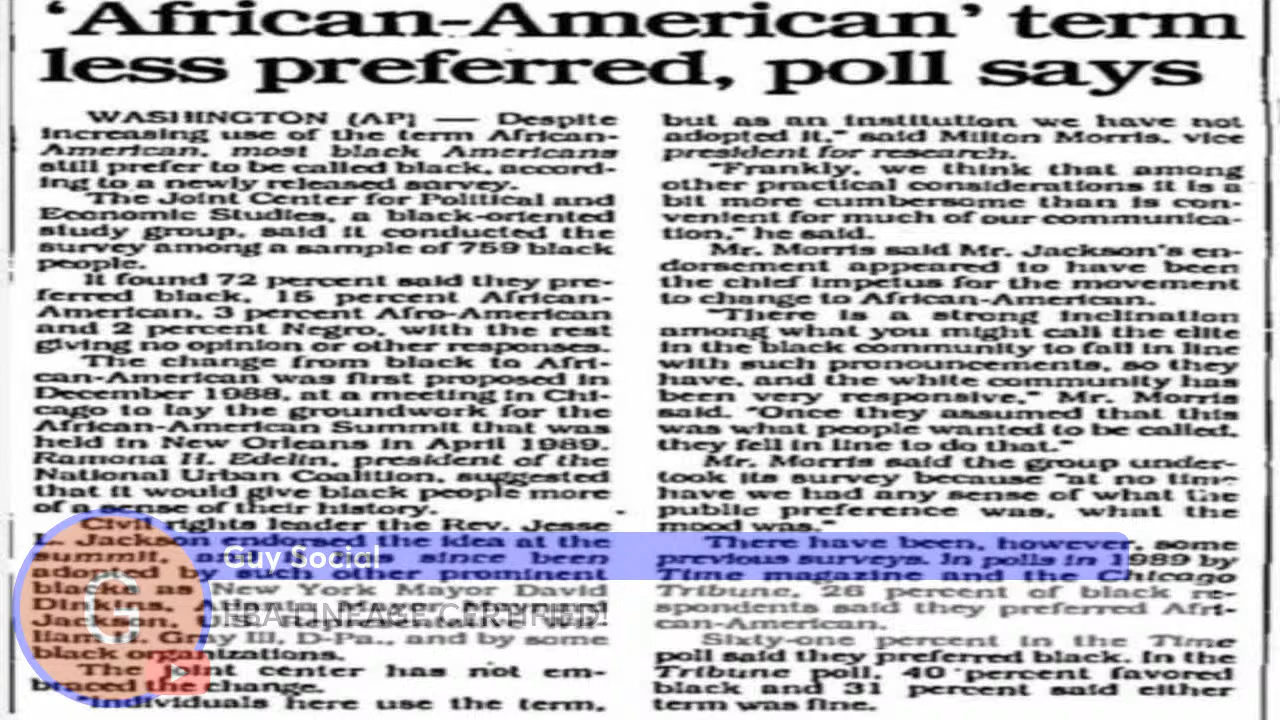 ‘African-American’ term
less preferred, poll says
WASHINGTON (AP) — Despite
increasing use of the term African-
American, most black Americans
still prefer to be called black, accord-
ing to a newly released survey.
The Joint Center for Political and
Economic Studies, a black-oriented
study group, said it conducted the
survey among a sample of 759 black
people.
It found 72 percent said they pre-
ferred black, 15 percent African-
American, 3 percent Afro-American
and 2 percent Negro, with the rest
giving no opinion or other responses.
The change from black to Afri-
can-American was first proposed in
December 1988, at a meeting in Chi-
cago to lay the groundwork for the
African-American Summit that was
held in New Orleans in April 1989.
Ramona H. Edelin, president of the
National Urban Coalition, suggested
that it would give black people more
of a sense of their history.
Civil rights leader the Rev. Jesse
L. Jackson endorsed the idea at the
summit, since been
adopted by such other prominent
blacks as New York Mayor David
Dinkins,
Jackson,
Gray III, D-Pa., and by some
black organizations.
The joint center has not em-
braced the change.
"Individuals here use the term,
but as an institution we have not
adopted it," said Milton Morris, vice
president for research.
"Frankly, we think that among
other practical considerations it is a
bit more cumbersome than is con-
venient for much of our communica-
tion," he said.
Mr. Morris said Mr. Jackson's en-
dorsement appeared to have been
the chief impetus for the movement
to change to African-American.
"There is a strong inclination
among what you might call the elite
in the black community to fall in line
with such pronouncements, so they
have, and the white community has
been very responsive," Mr. Morris
said. "Once they assumed that this
was what people wanted to be called,
they fell in line to do that."
Mr. Morris said the group under-
took its survey because "at no time
have we had any sense of what the
public preference was, what the
mood was."
There have been, however, some
previous surveys. In polls in 1989 by
Time magazine and the Chicago
Tribune, 26 percent of black re-
spondents said they preferred Afri-
can-American.
Sixty-one percent in the Time
poll said they preferred black. In the
Tribune poll, 40 percent favored
black and 31 percent said either
term was fine.
G
Guy Social
LINEAGE CERTIFIED!